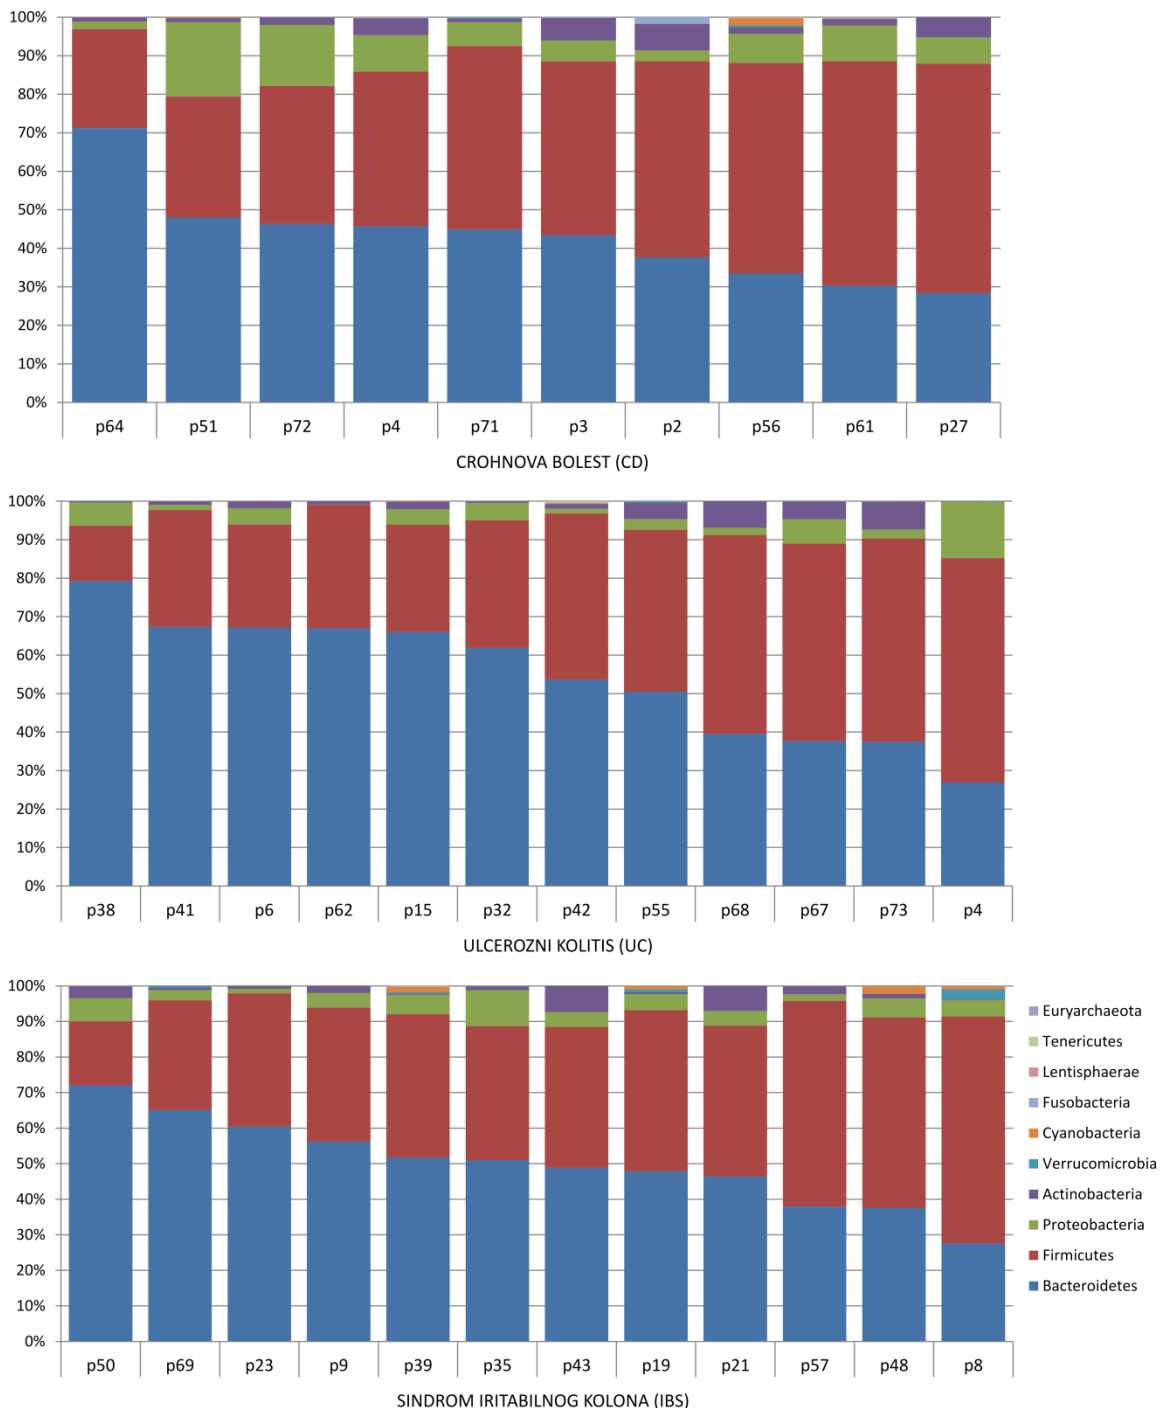 100%
90%
80%
70%
60%
50%
40%
30%
20%
10%
0%
p64 p51 p72 p4 p71 p3 p2 p56 p61 p27
CROHNOVA BOLEST (CD)
100%
90%
80%
70%
60%
50%
40%
30%
20%
10%
0%
p38 p41 p6 p62 p15 p32 p42 p55 p68 p67 p73 p4
ULCEROZNI KOLITIS (UC)
100%
90%
80%
70%
60%
50%
40%
30%
20%
10%
0%
p50 p69 p23 p9 p39 p35 p43 p19 p21 p57 p48 p8
SINDROM IRITABILNOG KOLONA (IBS)
Euryarchaeota
Tenericutes
Lentisphaerae
Fusobacteria
Cyanobacteria
Verrucomicrobia
Actinobacteria
Proteobacteria
Firmicutes
Bacteroidetes